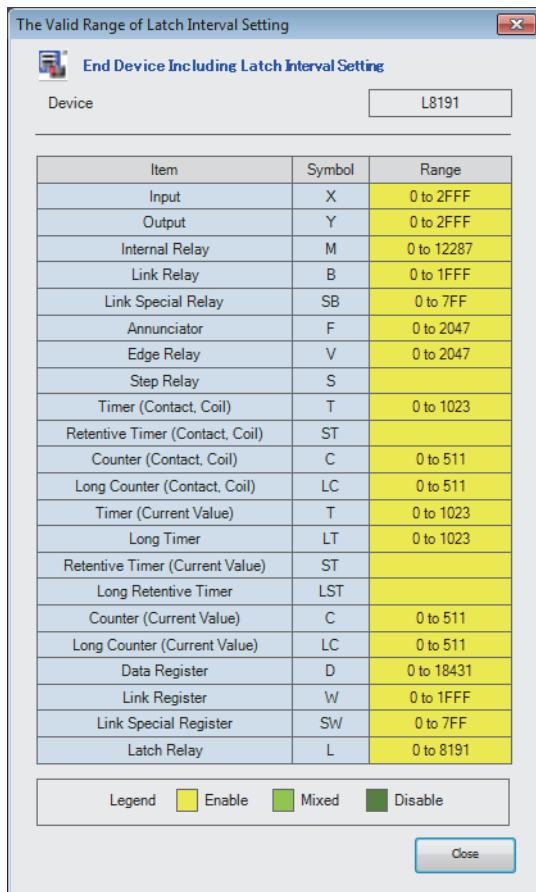 The Valid Range of Latch Interval Setting
End Device Including Latch Interval Setting
Device L8191
Item Symbol Range
Input X 0 to 2FFF
Output Y 0 to 2FFF
Internal Relay M 0 to 12287
Link Relay B 0 to 1FFF
Link Special Relay SB 0 to 7FF
Annunciator F 0 to 2047
Edge Relay V 0 to 2047
Step Relay S
Timer (Contact, Coil) T 0 to 1023
Retentive Timer (Contact, Coil) ST
Counter (Contact, Coil) C 0 to 511
Long Counter (Contact, Coil) LC 0 to 511
Timer (Current Value) T 0 to 1023
Long Timer LT 0 to 1023
Retentive Timer (Current Value) ST
Long Retentive Timer LST
Counter (Current Value) C 0 to 511
Long Counter (Current Value) LC 0 to 511
Data Register D 0 to 18431
Link Register W 0 to 1FFF
Link Special Register SW 0 to 7FF
Latch Relay L 0 to 8191
Legend Enable Mixed Disable
Close